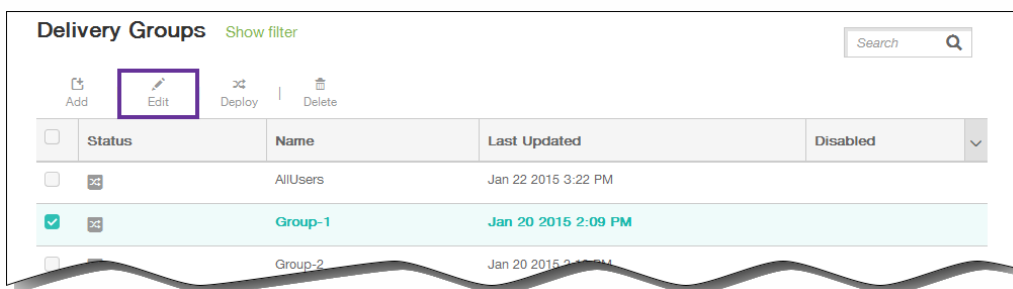 Delivery Groups Show filter
Search
Add Edit Deploy | Delete
Status Name Last Updated Disabled
AllUsers Jan 22 2015 3:22 PM
Group-1 Jan 20 2015 2:09 PM
Group-2 Jan 20 2015